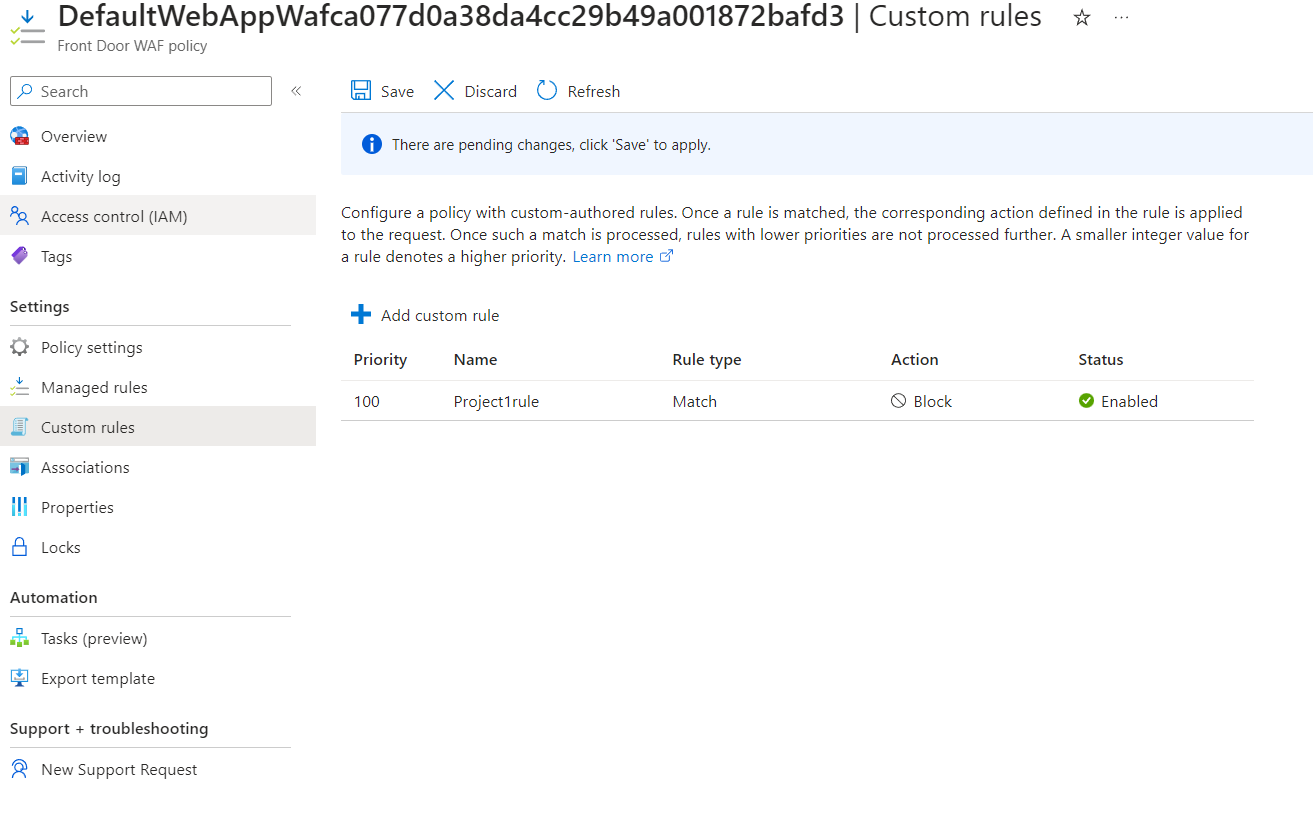 DefaultWebAppWafca077d0a38da4cc29b49a001872bafd3 | Custom rules
Front Door WAF policy
Search
Overview
Activity log
Access control (IAM)
Tags
Settings
Policy settings
Managed rules
Custom rules
Associations
Properties
Locks
Automation
Tasks (preview)
Export template
Support + troubleshooting
New Support Request
Save Discard Refresh
There are pending changes, click 'Save' to apply.
Configure a policy with custom-authored rules. Once a rule is matched, the corresponding action defined in the rule is applied
to the request. Once such a match is processed, rules with lower priorities are not processed further. A smaller integer value for
a rule denotes a higher priority. Learn more
Add custom rule
Priority Name Rule type Action Status
100 Project1rule Match Block Enabled